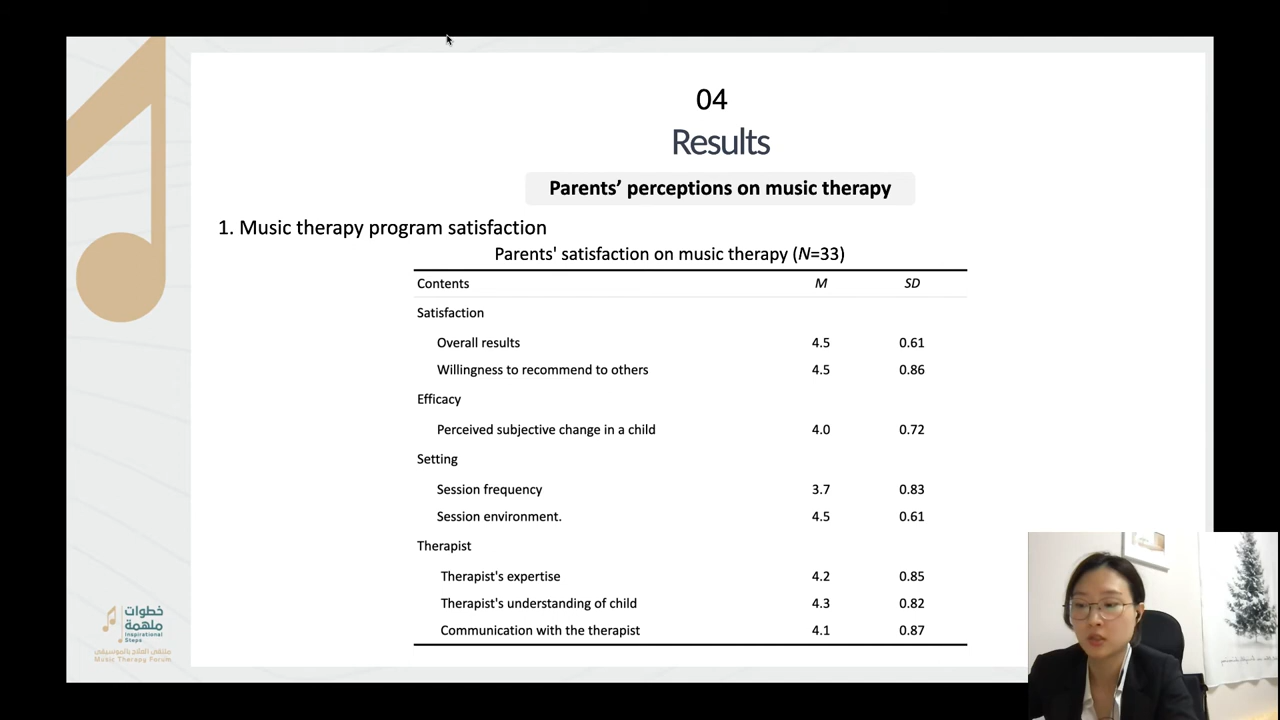 04
Results
Parents’ perceptions on music therapy
1. Music therapy program satisfaction
Parents' satisfaction on music therapy (N=33)
Contents M SD
Satisfaction
Overall results 4.5 0.61
Willingness to recommend to others 4.5 0.86
Efficacy
Perceived subjective change in a child 4.0 0.72
Setting
Session frequency 3.7 0.83
Session environment. 4.5 0.61
Therapist
Therapist's expertise 4.2 0.85
Therapist's understanding of child 4.3 0.82
Communication with the therapist 4.1 0.87
خطوات
ملهمة
Inspirational
Steps
ملتقى العلاج بالموسيقى
Music Therapy Forum